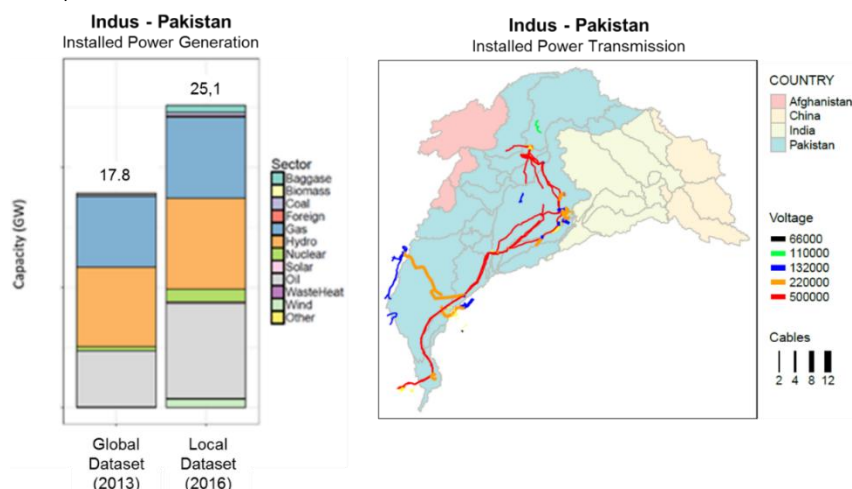 Indus - Pakistan
Installed Power Generation
25,1
17.8
Capacity (GW)
Sector
Baggase
Biomass
Coal
Foreign
Gas
Hydro
Nuclear
Solar
Oil
WasteHeat
Wind
Other
Global
Dataset
(2013)
Local
Dataset
(2016)
Indus - Pakistan
Installed Power Transmission
COUNTRY
Afghanistan
China
India
Pakistan
Voltage
66000
110000
132000
220000
500000
Cables
2 4 8 12